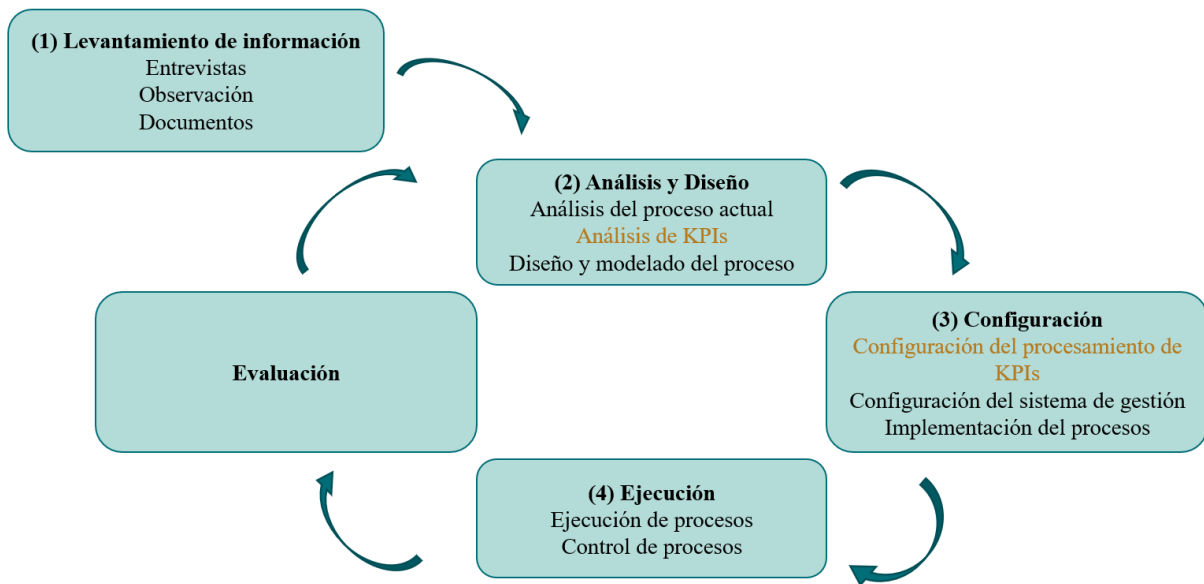 (1) Levantamiento de información
Entrevistas
Observación
Documentos
(2) Análisis y Diseño
Análisis del proceso actual
Análisis de KPIs
Diseño y modelado del proceso
(3) Configuración
Configuración del procesamiento de
KPIs
Configuración del sistema de gestión
Implementación del procesos
(4) Ejecución
Ejecución de procesos
Control de procesos
Evaluación